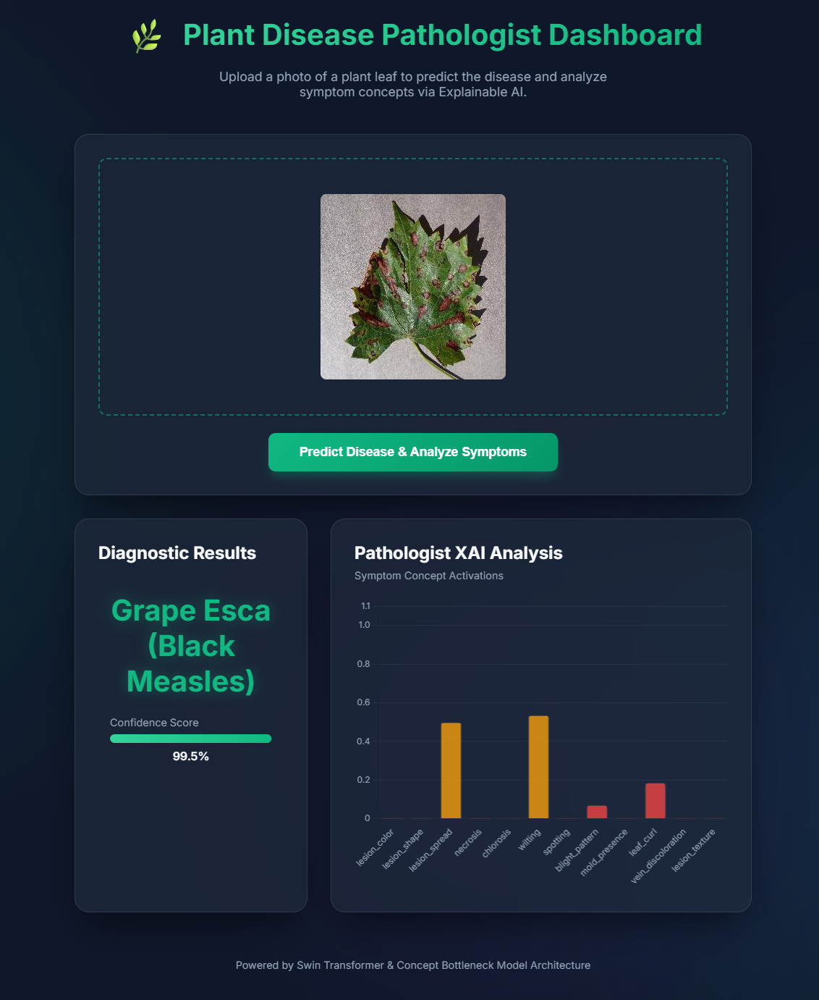 Plant Disease Pathologist Dashboard
Upload a photo of a plant leaf to predict the disease and analyze
symptom concepts via Explainable AI.
Predict Disease & Analyze Symptoms
Diagnostic Results
Grape Esca
(Black
Measles)
Confidence Score
99.5%
Pathologist XAI Analysis
Symptom Concept Activations
1.1
1.0
0.8
0.6
0.4
0.2
0
lesion_color
lesion_shape
lesion_spread
necrosis
chlorosis
wilting
spotting
blight_pattern
mold_presence
leaf_curl
vein_discoloration
lesion_texture
Powered by Swin Transformer & Concept Bottleneck Model Architecture